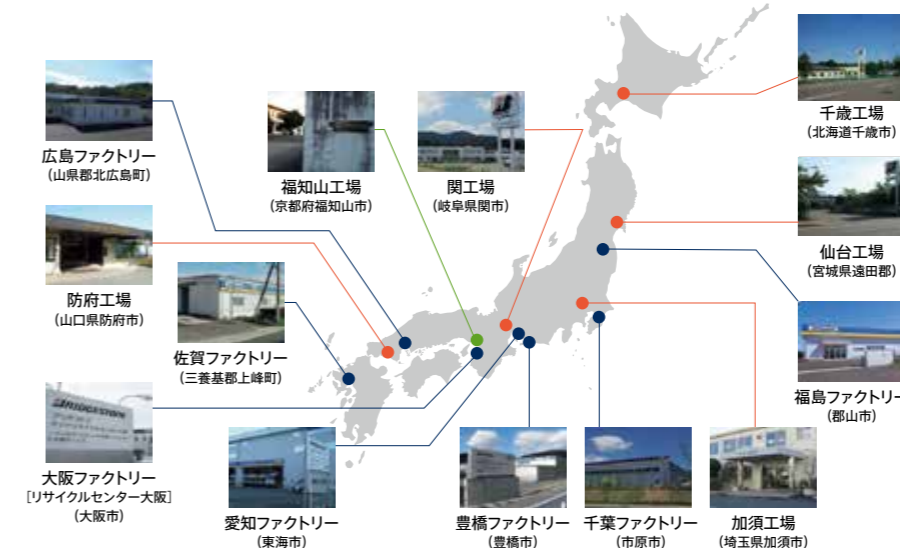 千歳工場
（北海道千歳市）
広島ファクトリー
（山県郡北広島町）
福知山工場
（京都府福知山市）
関工場
（岐阜県関市）
仙台工場
（宮城県遠田郡）
防府工場
（山口県防府市）
佐賀ファクトリー
（三養基郡上峰町）
福島ファクトリー
（郡山市）
BRIDGESTONE
大阪ファクトリー
［リサイクルセンター大阪］
（大阪市）
愛知ファクトリー
（東海市）
豊橋ファクトリー
（豊橋市）
千葉ファクトリー
（市原市）
加須工場
（埼玉県加須市）